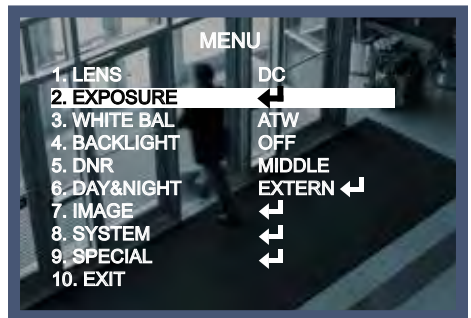 MENU
1. LENS DC
2. EXPOSURE ↵
3. WHITE BAL ATW
4. BACKLIGHT OFF
5. DNR MIDDLE
6. DAY&NIGHT EXTERN ↵
7. IMAGE ↵
8. SYSTEM ↵
9. SPECIAL ↵
10. EXIT